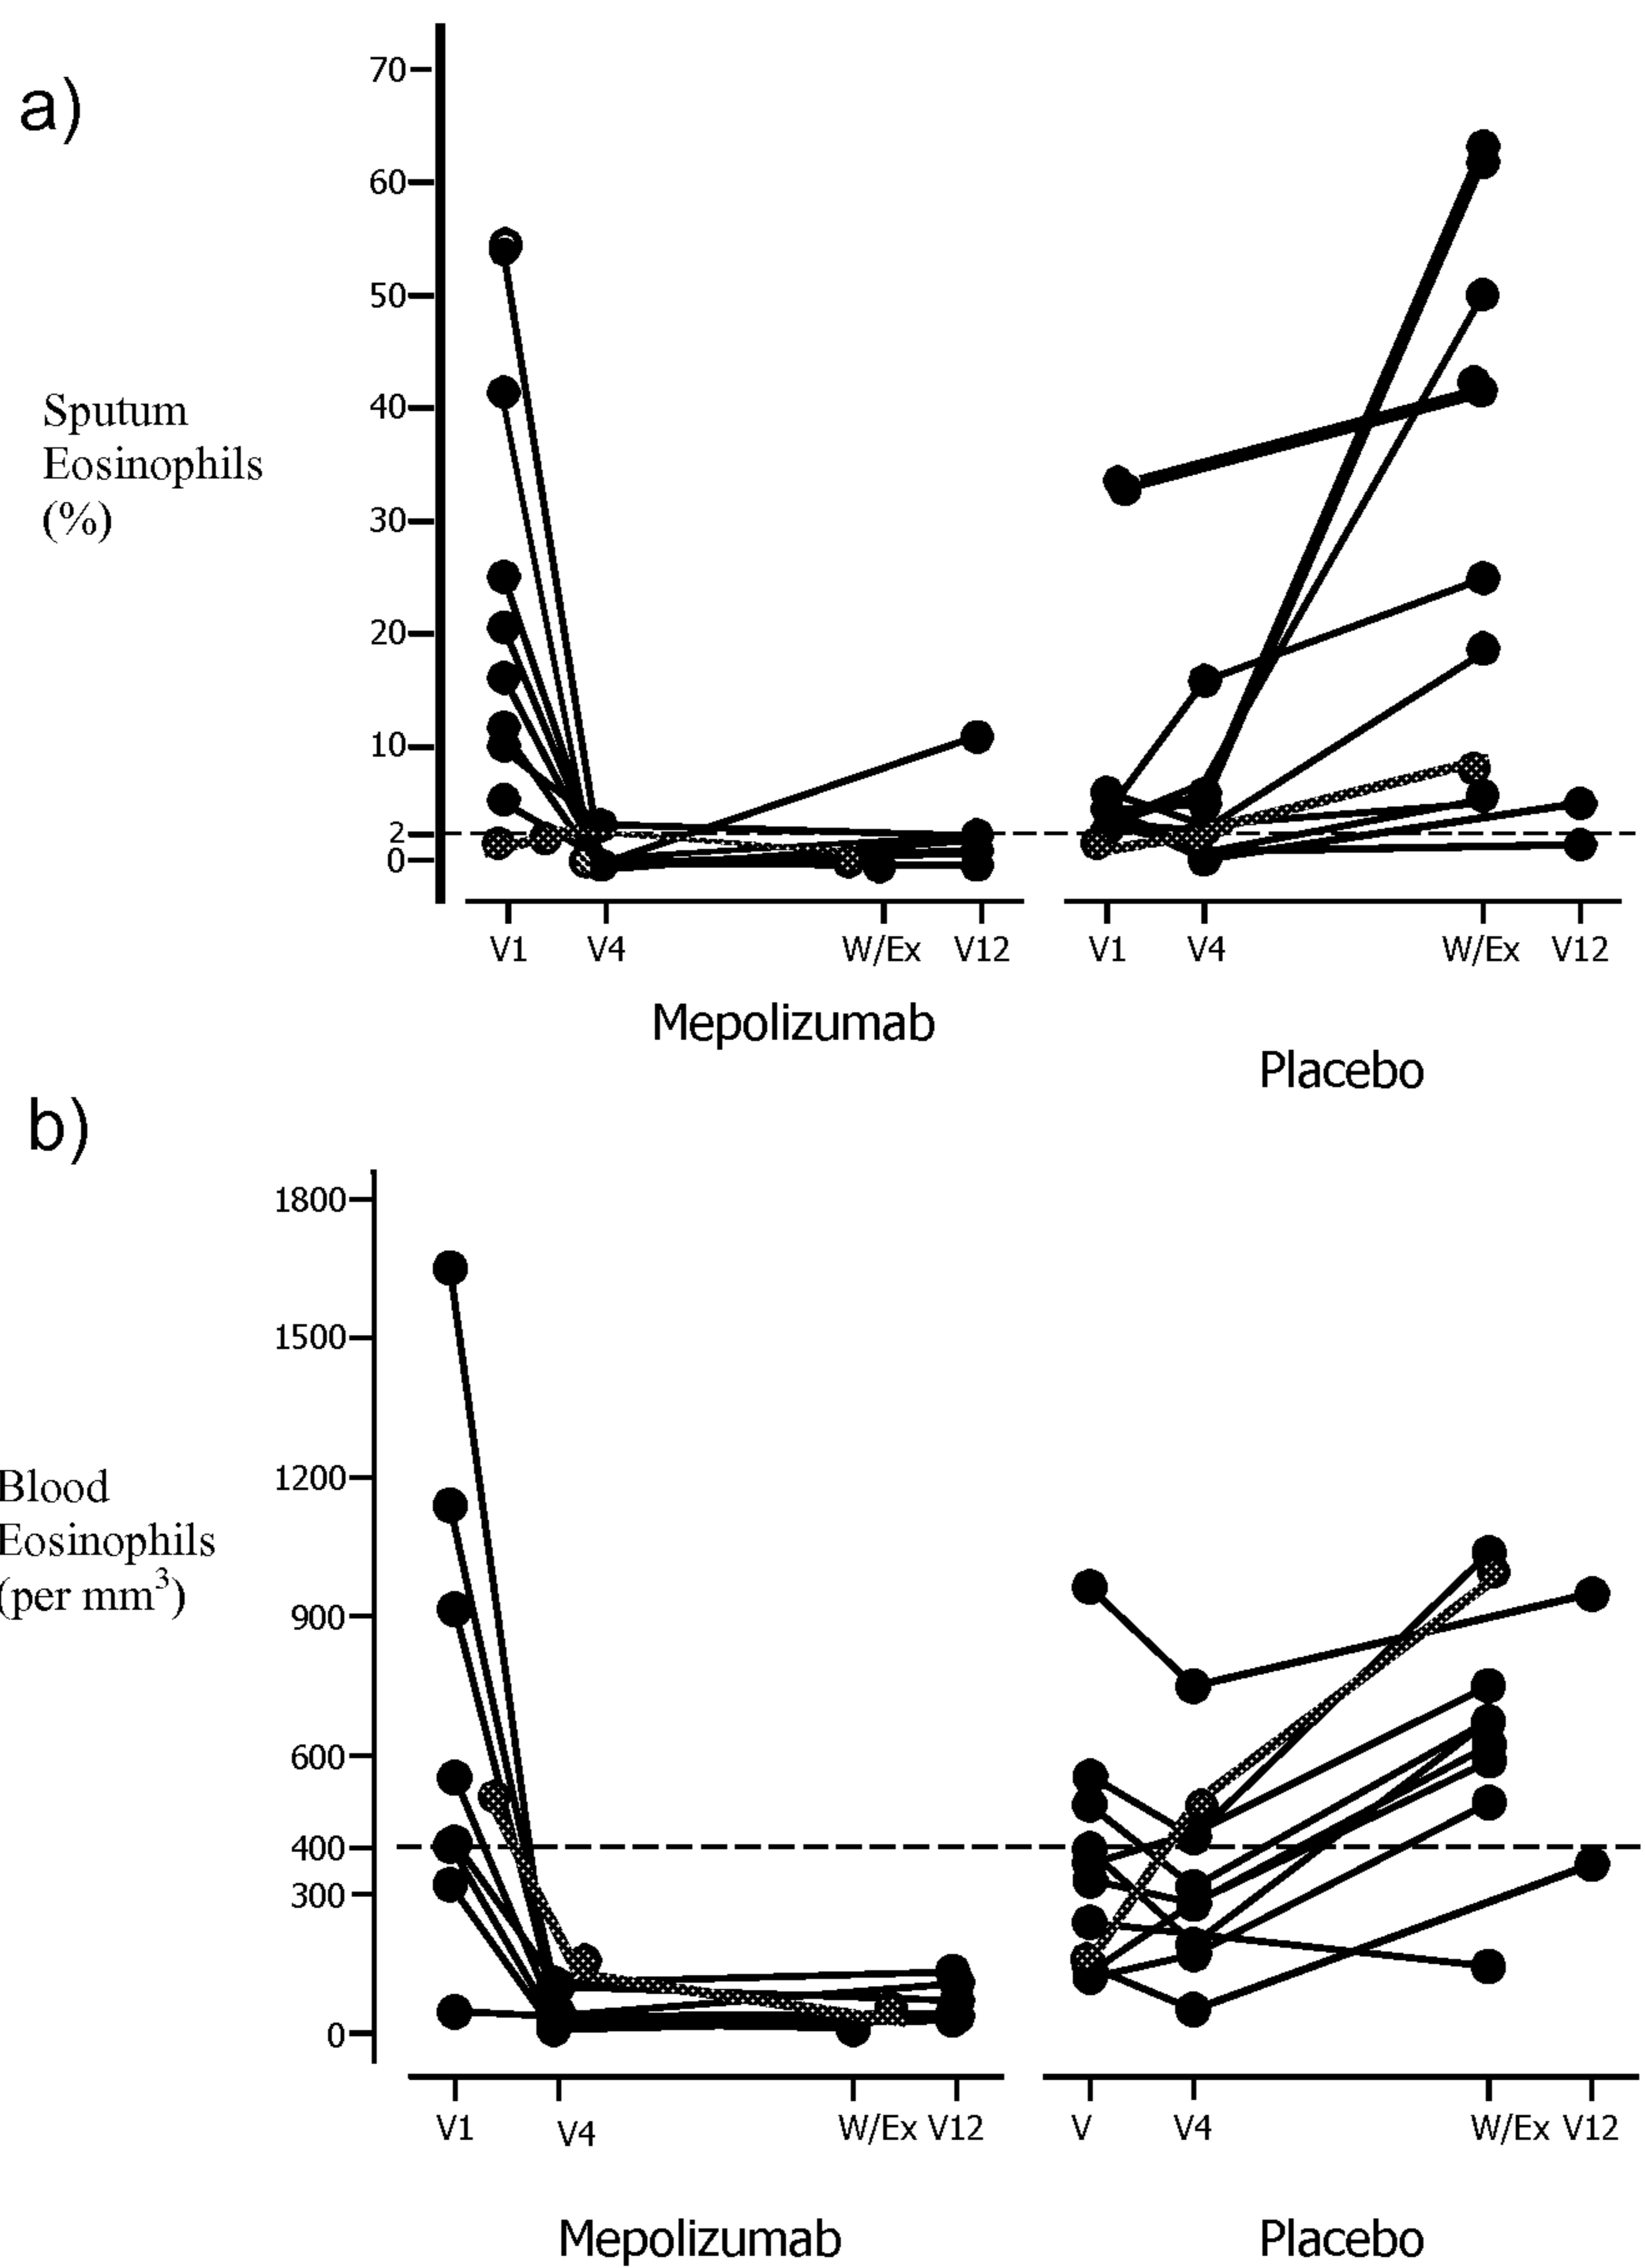 a)
Sputum
Eosinophils
(%)
70
60
50
40
30
20
10
2
0
V1 V4 W/Ex V12 V1 V4 W/Ex V12
Mepolizumab
Placebo
b)
Blood
Eosinophils
(per mm³)
1800
1500
1200
900
600
400
300
0
V1 V4 W/Ex V12 V V4 W/Ex V12
Mepolizumab Placebo